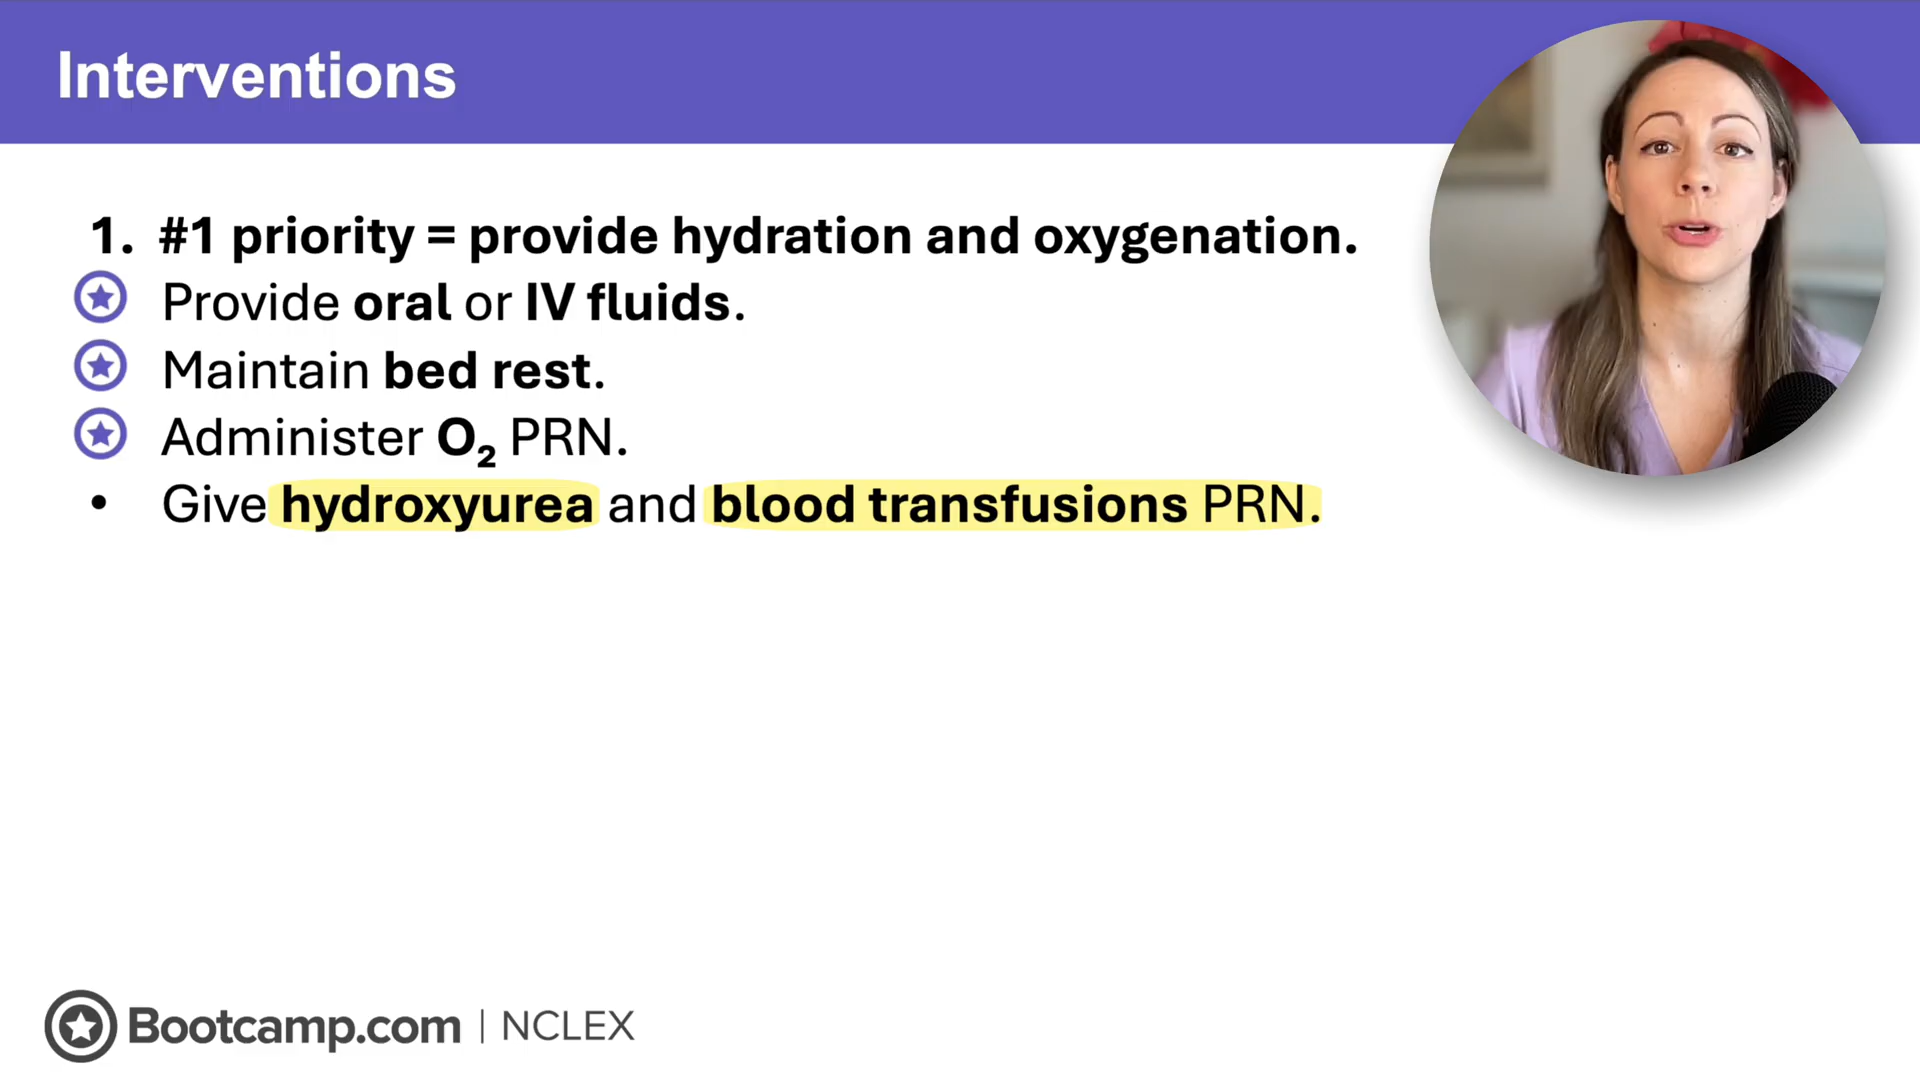 Interventions
1. #1 priority = provide hydration and oxygenation.
Provide oral or IV fluids.
Maintain bed rest.
Administer O₂ PRN.
• Give hydroxyurea and blood transfusions PRN.
Bootcamp.com | NCLEX